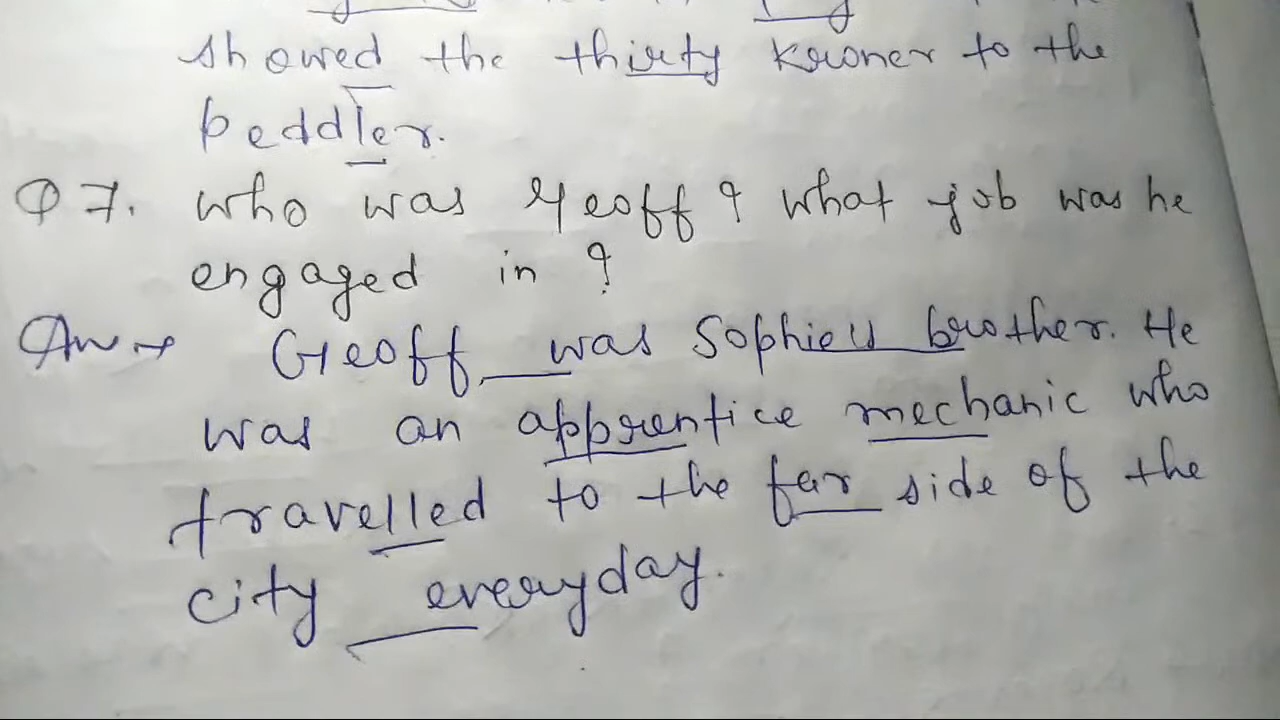 showed the thirty Kroner to the
peddler.
Q 7. Who was Geoff ? What job was he
engaged in ?
Ans → Geoff was Sophie's brother. He
was an apprentice mechanic who
travelled to the far side of the
city everyday.